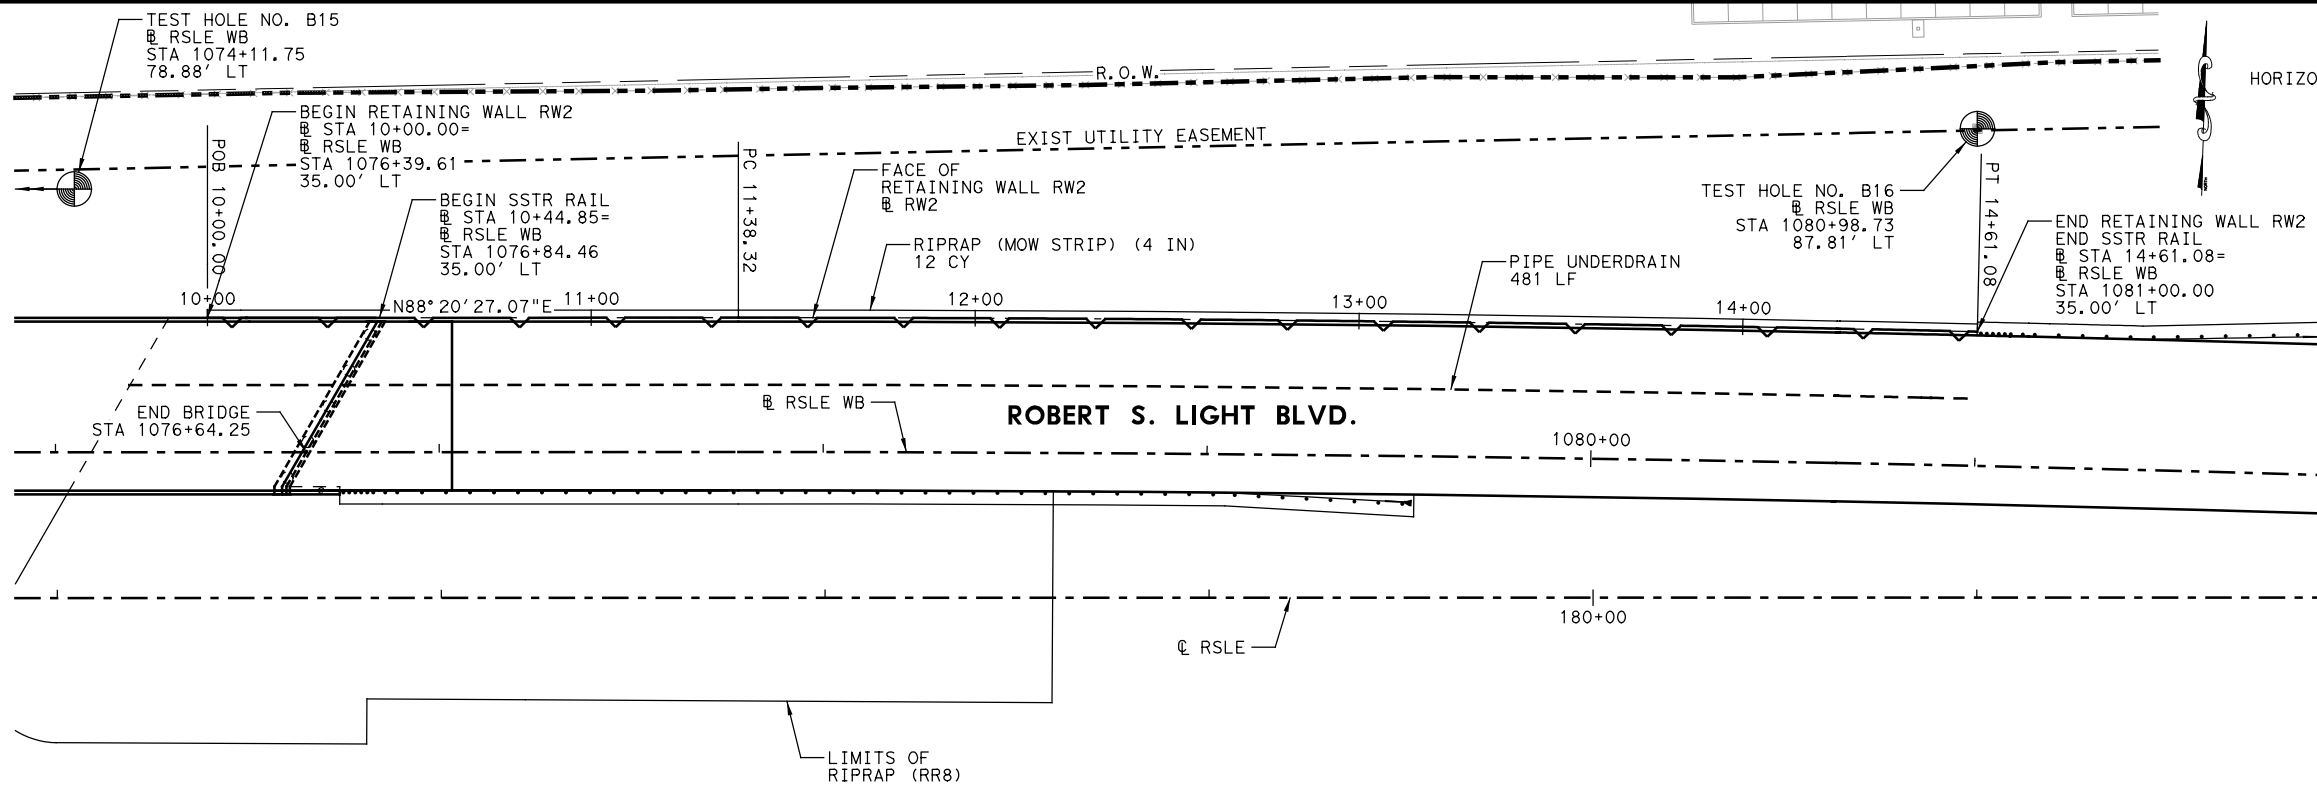 TEST HOLE NO. B15
℄ RSLE WB
STA 1074+11.75
78.88' LT
R.O.W.
HORIZO
BEGIN RETAINING WALL RW2
℄ STA 10+00.00=
℄ RSLE WB
STA 1076+39.61
35.00' LT
POB 10+00.00
EXIST UTILITY EASEMENT
PC 11+38.32
FACE OF
RETAINING WALL RW2
℄ RW2
BEGIN SSTR RAIL
℄ STA 10+44.85=
℄ RSLE WB
STA 1076+84.46
35.00' LT
RIPRAP (MOW STRIP) (4 IN)
12 CY
PIPE UNDERDRAIN
481 LF
TEST HOLE NO. B16
℄ RSLE WB
STA 1080+98.73
87.81' LT
PT 14+61.08
END RETAINING WALL RW2
END SSTR RAIL
℄ STA 14+61.08=
℄ RSLE WB
STA 1081+00.00
35.00' LT
10+00
N88°20'27.07"E
11+00
12+00
13+00
14+00
END BRIDGE
STA 1076+64.25
℄ RSLE WB
ROBERT S. LIGHT BLVD.
1080+00
180+00
℄ RSLE
LIMITS OF
RIPRAP (RR8)